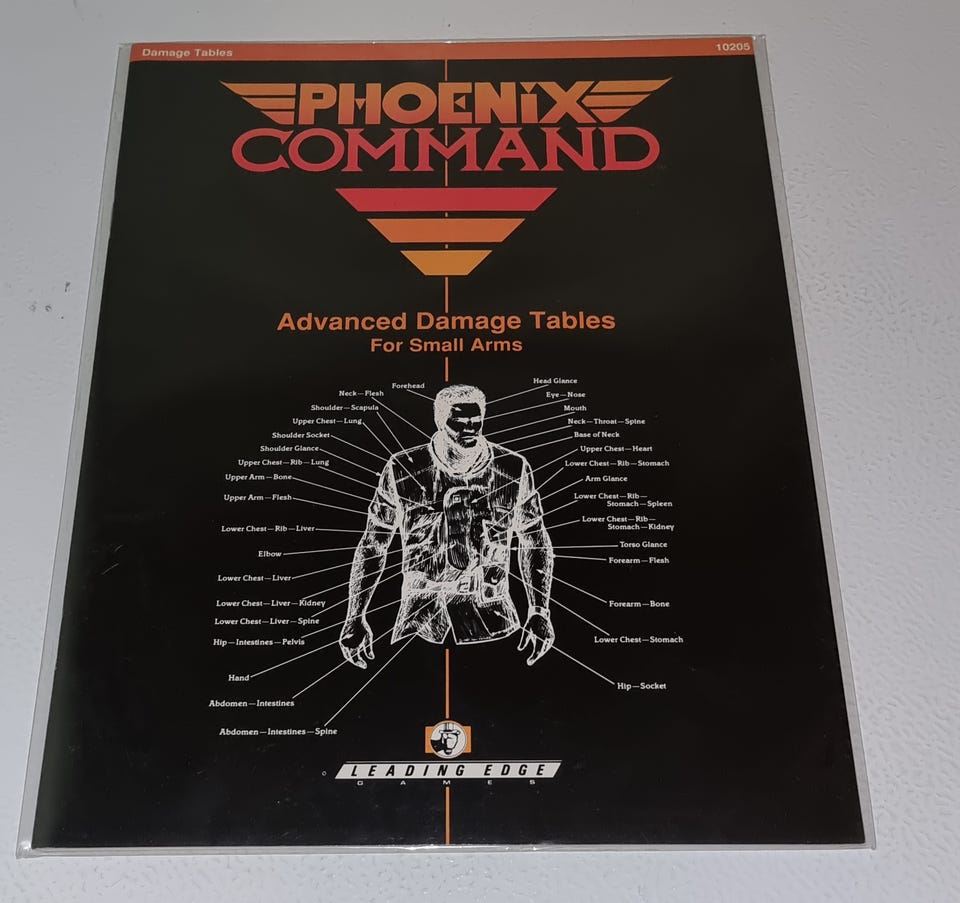 Damage Tables
10205
PHOENiX
COMMAND
Advanced Damage Tables
For Small Arms
Forehead
Neck—Flesh
Shoulder—Scapula
Upper Chest—Lung
Shoulder Socket
Shoulder Glance
Upper Chest—Rib—Lung
Upper Arm—Bone
Upper Arm—Flesh
Lower Chest—Rib—Liver
Elbow
Lower Chest—Liver
Lower Chest—Liver—Kidney
Lower Chest—Liver—Spine
Hip—Intestines—Pelvis
Hand
Abdomen—Intestines
Abdomen—Intestines—Spine
Head Glance
Eye—Nose
Mouth
Neck—Throat—Spine
Base of Neck
Upper Chest—Heart
Lower Chest—Rib—Stomach
Arm Glance
Lower Chest—Rib—
Stomach—Spleen
Lower Chest—Rib—
Stomach—Kidney
Torso Glance
Forearm—Flesh
Forearm—Bone
Lower Chest—Stomach
Hip—Socket
© LEADING EDGE
GAMES